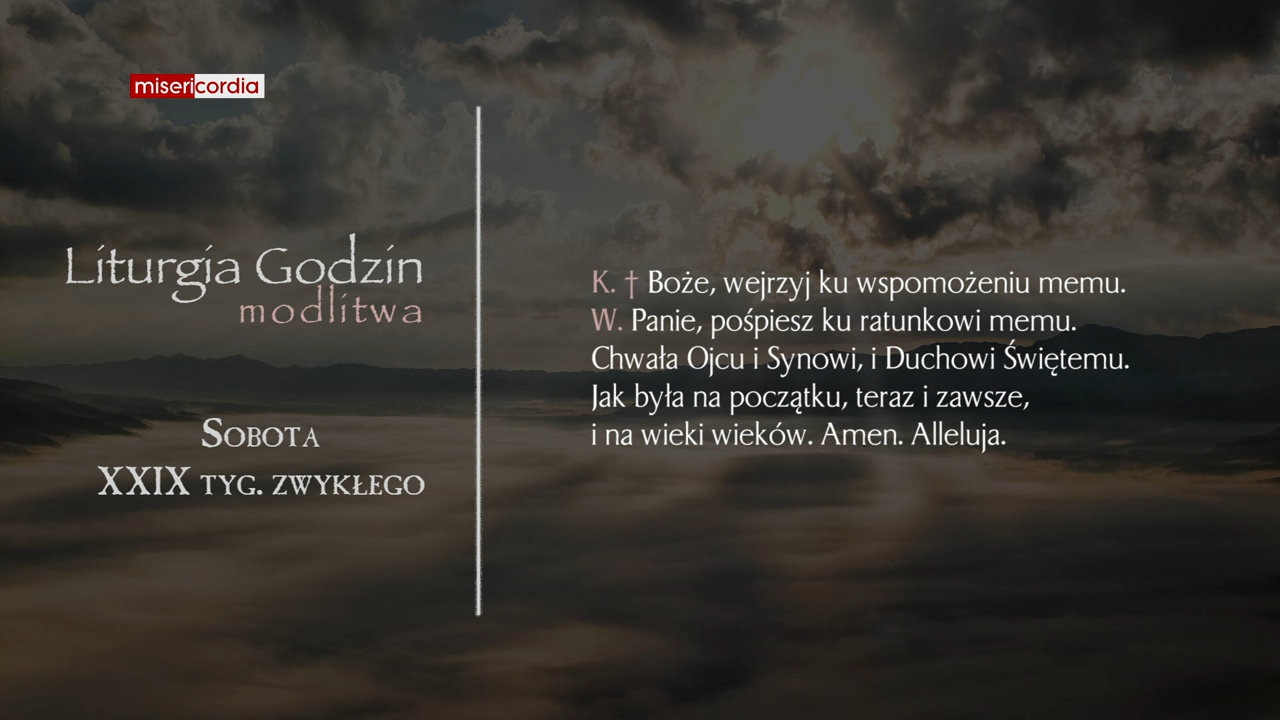 misericordia
Liturgia Godzin
modlitwa
Sobota
XXIX tyg. zwykłego
K. † Boże, wejrzyj ku wspomożeniu memu.
W. Panie, pośpiesz ku ratunkowi memu.
Chwała Ojcu i Synowi, i Duchowi Świętemu.
Jak była na początku, teraz i zawsze,
i na wieki wieków. Amen. Alleluja.